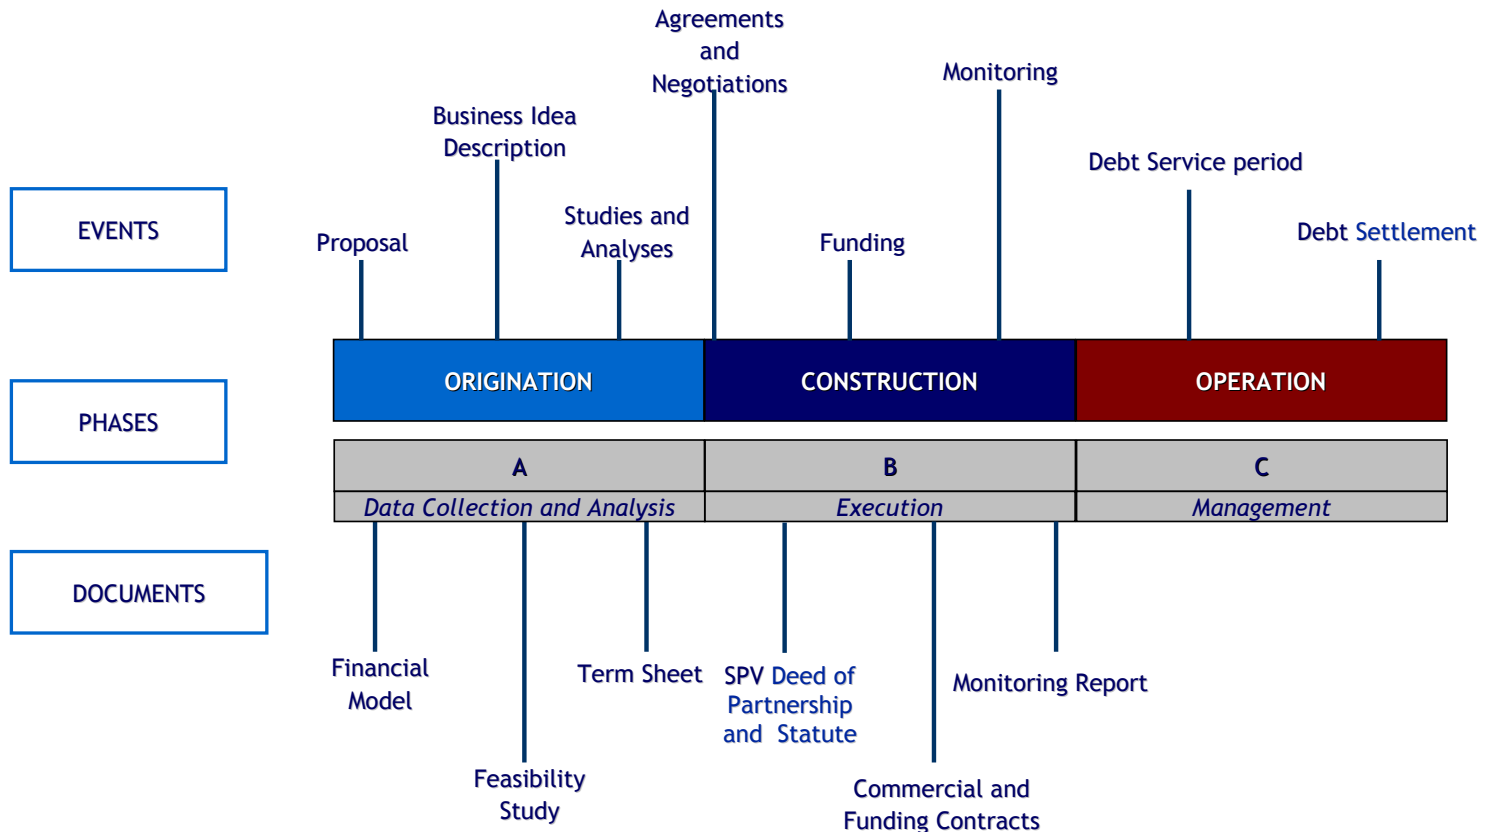 Agreements
and
Negotiations
Monitoring
Business Idea
Description
Debt Service period
Studies and
Analyses
EVENTS
Proposal
Funding
Debt Settlement
ORIGINATION
CONSTRUCTION
OPERATION
PHASES
A
B
C
Data Collection and Analysis
Execution
Management
DOCUMENTS
Financial
Model
Term Sheet
SPV Deed of
Partnership
and Statute
Monitoring Report
Feasibility
Study
Commercial and
Funding Contracts